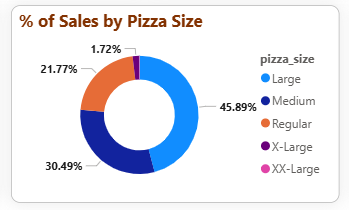 % of Sales by Pizza Size
1.72%
21.77%
45.89%
30.49%
pizza_size
Large
Medium
Regular
X-Large
XX-Large